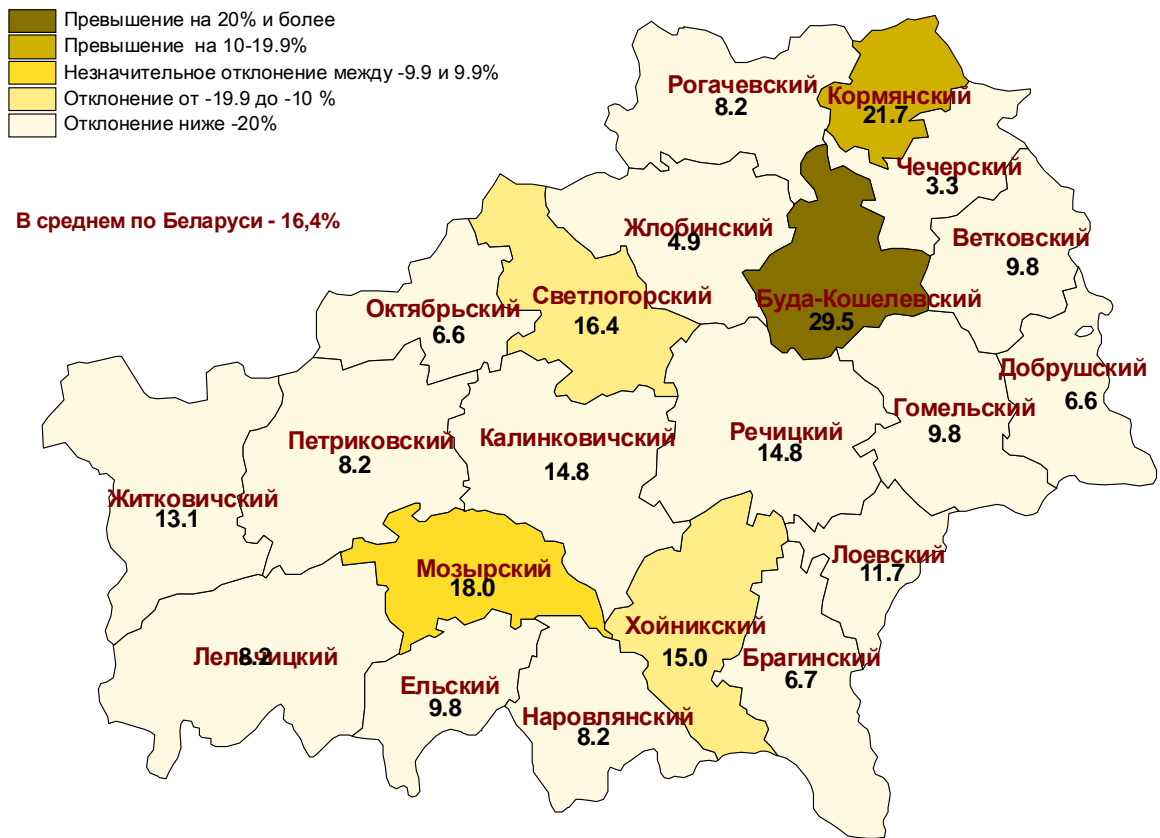 Превышение на 20% и более
Превышение на 10-19.9%
Незначительное отклонение между -9.9 и 9.9%
Отклонение от -19.9 до -10 %
Отклонение ниже -20%
В среднем по Беларуси - 16,4%
Рогачевский
8.2
Кормянский
21.7
Чечерский
3.3
Жлобинский
4.9
Ветковский
9.8
Светлогорский
16.4
Буда-Кошелевский
29.5
Октябрьский
6.6
Добрушский
6.6
Гомельский
9.8
Речицкий
14.8
Калинковичский
14.8
Петриковский
8.2
Житковичский
13.1
Лоевский
11.7
Мозырский
18.0
Хойникский
15.0
Брагинский
6.7
Лельчицкий
8.2
Ельский
9.8
Наровлянский
8.2